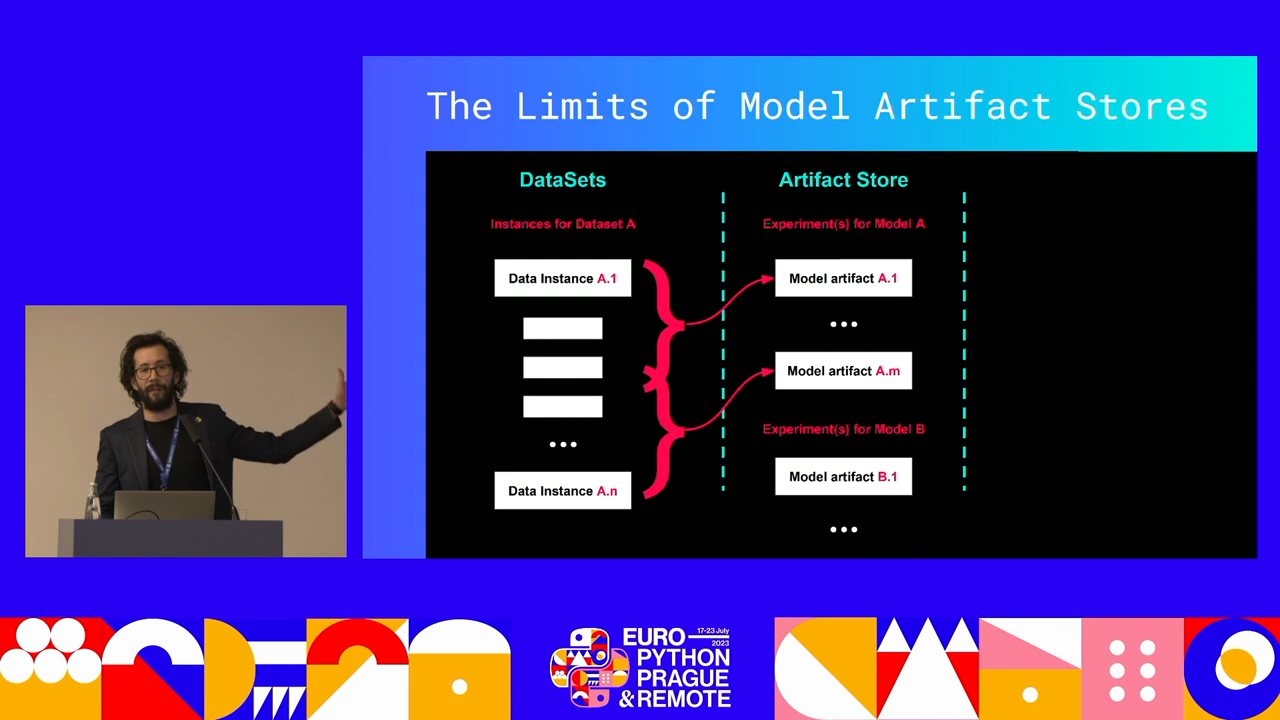 The Limits of Model Artifact Stores
DataSets
Instances for Dataset A
Data Instance A.1
...
Data Instance A.n
Artifact Store
Experiment(s) for Model A
Model artifact A.1
...
Model artifact A.m
Experiment(s) for Model B
Model artifact B.1
...
EURO 17-23 July
2023
PYTHON
PRAGUE
& REMOTE